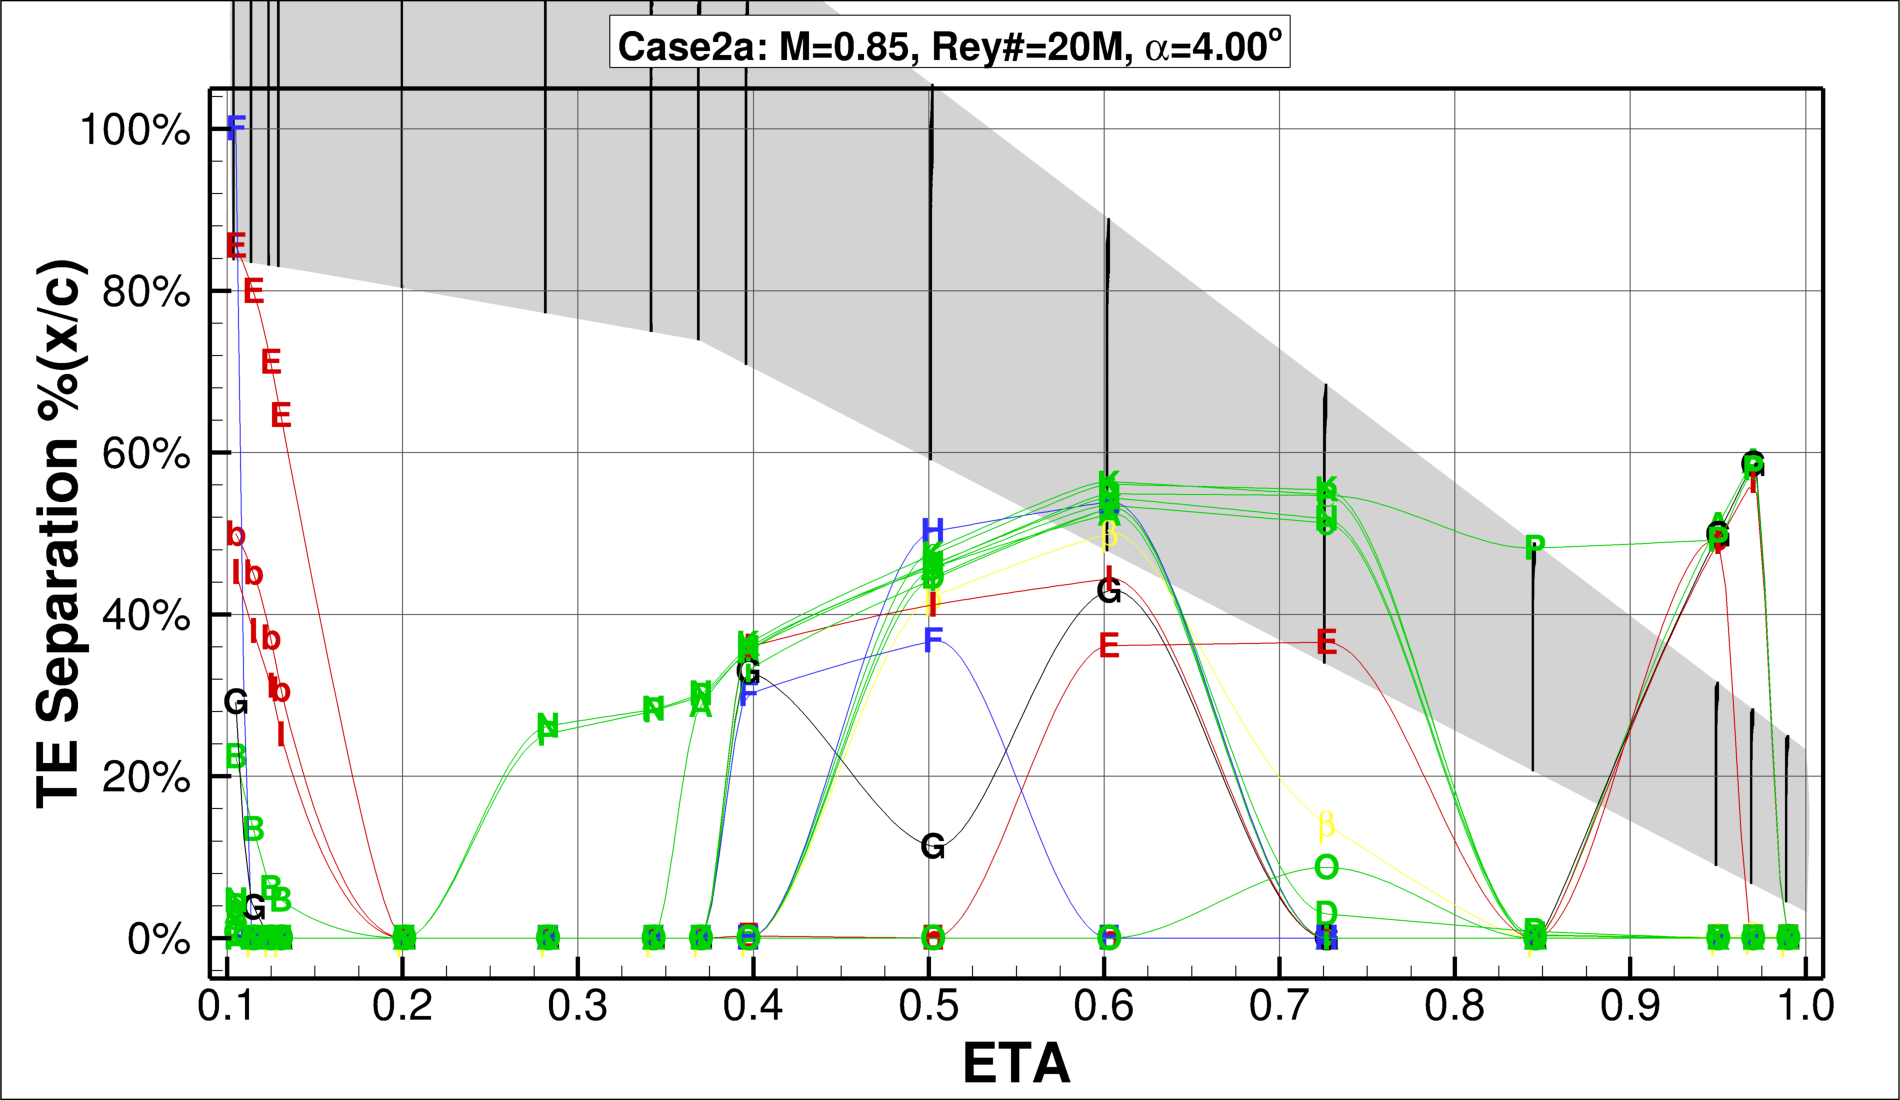 Case2a: M=0.85, Rey#=20M, α=4.00°
TE Separation %(x/c)
100%
80%
60%
40%
20%
0%
0.1 0.2 0.3 0.4 0.5 0.6 0.7 0.8 0.9 1.0
ETA
F
E
E
E
E
b
I b
I b
b
I
G
B
B
G
B
B
N
N
A
K
G
F
H
I
F
G
K
β
I
G
E
K
N
E
β
O
D
P
P
P
I